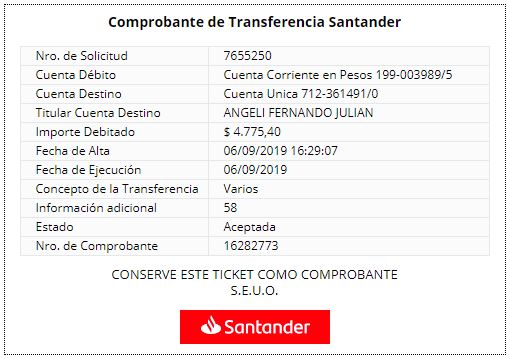 Comprobante de Transferencia Santander
Nro. de Solicitud 7655250
Cuenta Débito Cuenta Corriente en Pesos 199-003989/5
Cuenta Destino Cuenta Unica 712-361491/0
Titular Cuenta Destino ANGELI FERNANDO JULIAN
Importe Debitado $ 4.775,40
Fecha de Alta 06/09/2019 16:29:07
Fecha de Ejecución 06/09/2019
Concepto de la Transferencia Varios
Información adicional 58
Estado Aceptada
Nro. de Comprobante 16282773
CONSERVE ESTE TICKET COMO COMPROBANTE
S.E.U.O.
Santander